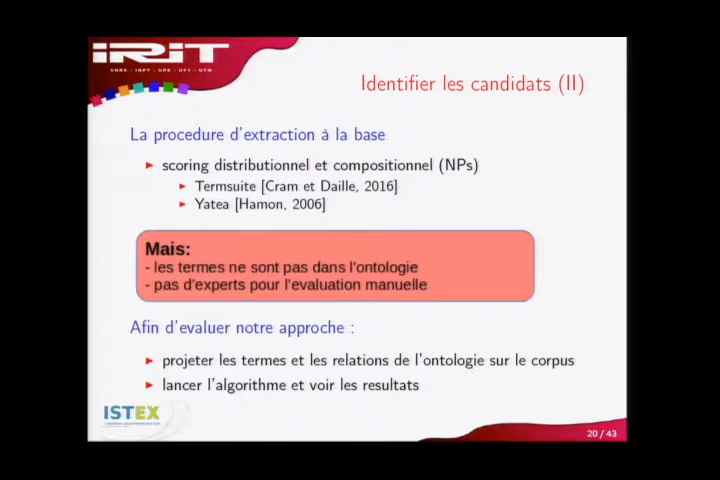 IRIT
CNRS - INPT - UPS - UT1 - UTM
Identifier les candidats (II)
La procedure d'extraction à la base
scoring distributionnel et compositionnel (NPs)
Termsuite [Cram et Daille, 2016]
Yatea [Hamon, 2006]
Mais:
- les termes ne sont pas dans l'ontologie
- pas d'experts pour l'evaluation manuelle
Afin d'evaluer notre approche :
projeter les termes et les relations de l'ontologie sur le corpus
lancer l'algorithme et voir les resultats
ISTEX
20 / 43